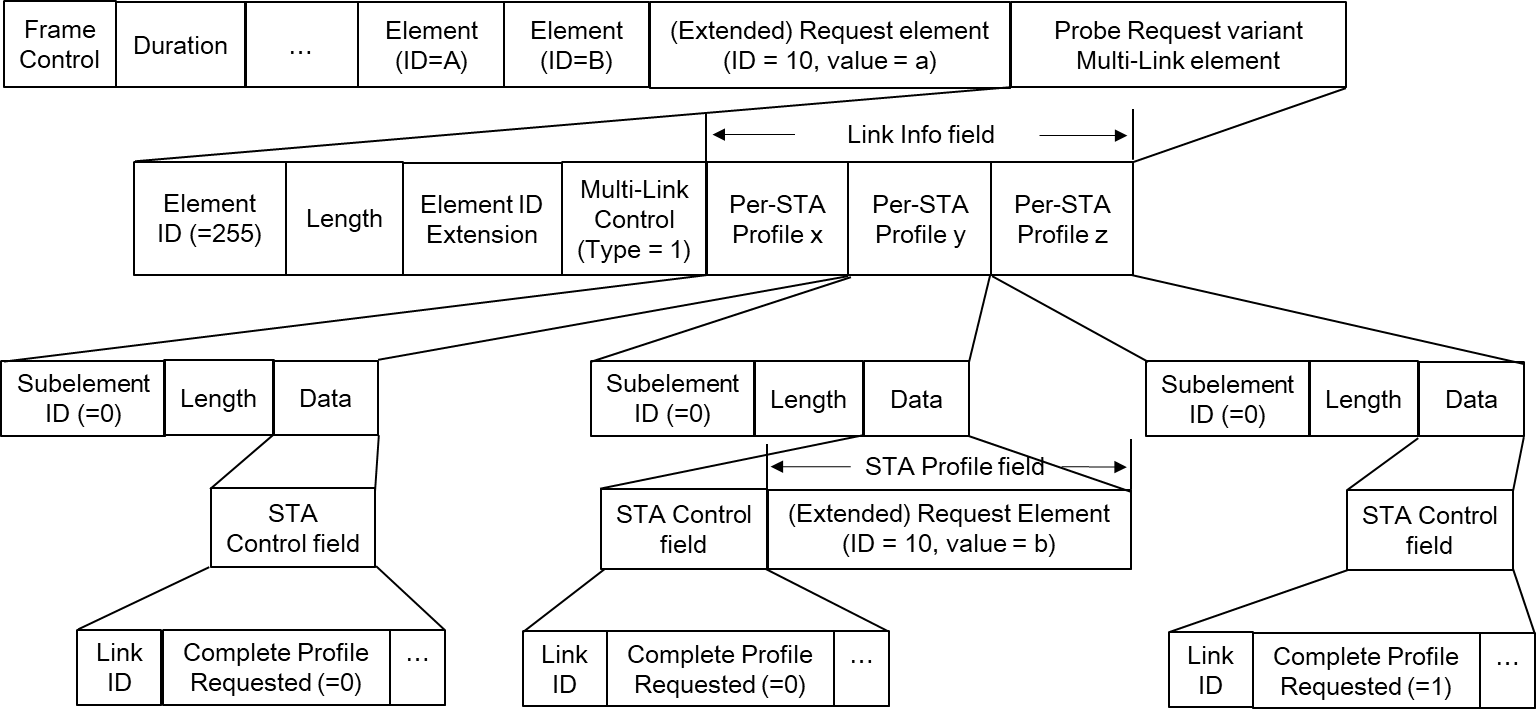 Frame
Control
Duration
…
Element
(ID=A)
Element
(ID=B)
(Extended) Request element
(ID = 10, value = a)
Probe Request variant
Multi-Link element
Link Info field
Element
ID (=255)
Length
Element ID
Extension
Multi-Link
Control
(Type = 1)
Per-STA
Profile x
Per-STA
Profile y
Per-STA
Profile z
Subelement
ID (=0)
Length
Data
Subelement
ID (=0)
Length
Data
Subelement
ID (=0)
Length
Data
STA Profile field
STA
Control field
STA Control
field
(Extended) Request Element
(ID = 10, value = b)
STA Control
field
Link
ID
Complete Profile
Requested (=0)
…
Link
ID
Complete Profile
Requested (=0)
…
Link
ID
Complete Profile
Requested (=1)
…